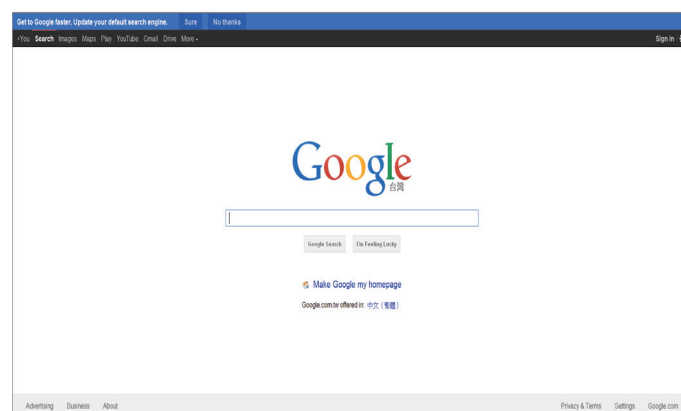 Get to Google faster. Update your default search engine. Sure No thanks
+You Search Images Maps Play YouTube Gmail Drive More Sign in
Google
台灣
Google Search I'm Feeling Lucky
Make Google my homepage
Google.com.tw offered in: 中文（繁體）
Advertising Business About Privacy & Terms Settings Google.com